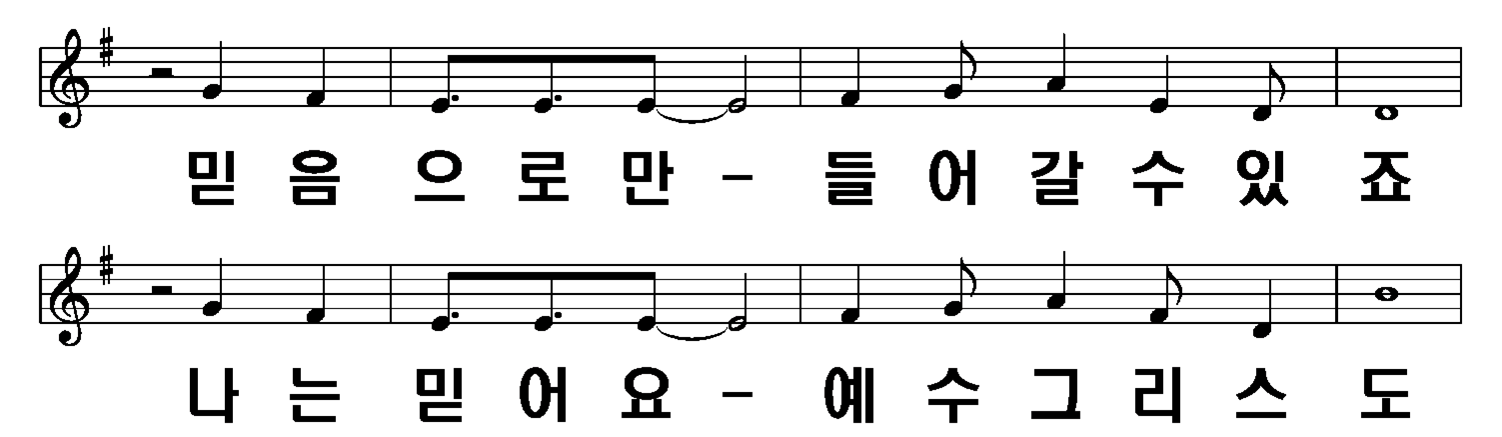 믿 음 으 로 만 - 들 어 갈 수 있 죠
나 는 믿 어 요 - 예 수 그 리 스 도